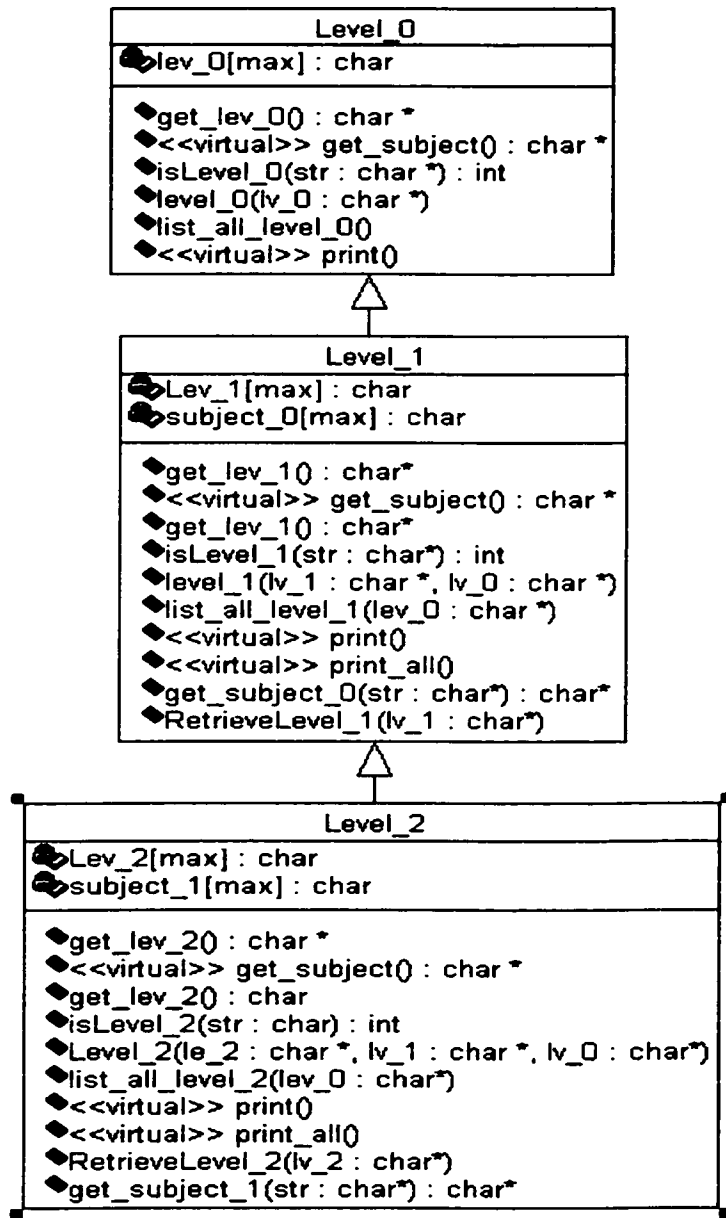 Level_0
lev_0[max] : char
get_lev_0() : char *
<<virtual>> get_subject() : char *
isLevel_0(str : char *) : int
level_0(lv_0 : char *)
list_all_level_0()
<<virtual>> print()
Level_1
Lev_1[max] : char
subject_0[max] : char
get_lev_1() : char*
<<virtual>> get_subject() : char *
get_lev_1() : char*
isLevel_1(str : char*) : int
level_1(lv_1 : char *, lv_0 : char *)
list_all_level_1(lev_0 : char *)
<<virtual>> print()
<<virtual>> print_all()
get_subject_0(str : char*) : char*
RetrieveLevel_1(lv_1 : char*)
Level_2
Lev_2[max] : char
subject_1[max] : char
get_lev_2() : char *
<<virtual>> get_subject() : char *
get_lev_2() : char
isLevel_2(str : char) : int
Level_2(le_2 : char *, lv_1 : char *, lv_0 : char*)
list_all_level_2(lev_0 : char*)
<<virtual>> print()
<<virtual>> print_all()
RetrieveLevel_2(lv_2 : char*)
get_subject_1(str : char*) : char*